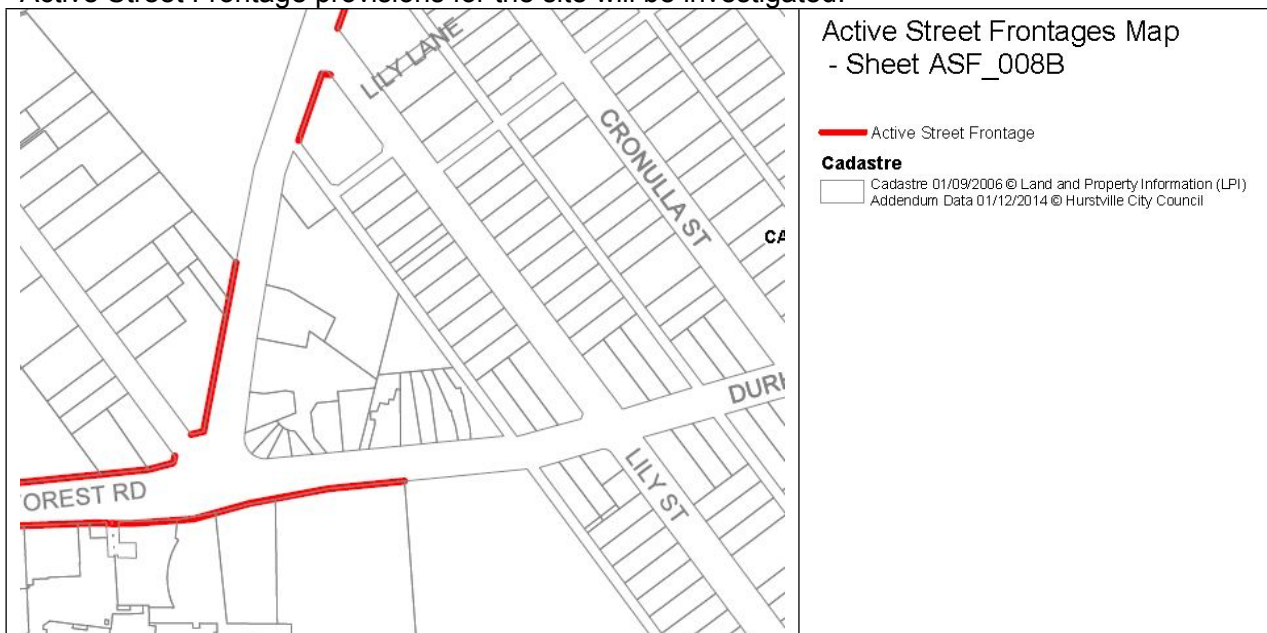 Active Street Frontage provisions for the site will be investigated.
Active Street Frontages Map
- Sheet ASF_008B
Active Street Frontage
Cadastre
Cadastre 01/09/2006 © Land and Property Information (LPI)
Addendum Data 01/12/2014 © Hurstville City Council
LILY LANE
CRONULLA ST
CA
DURH
LILY ST
FOREST RD